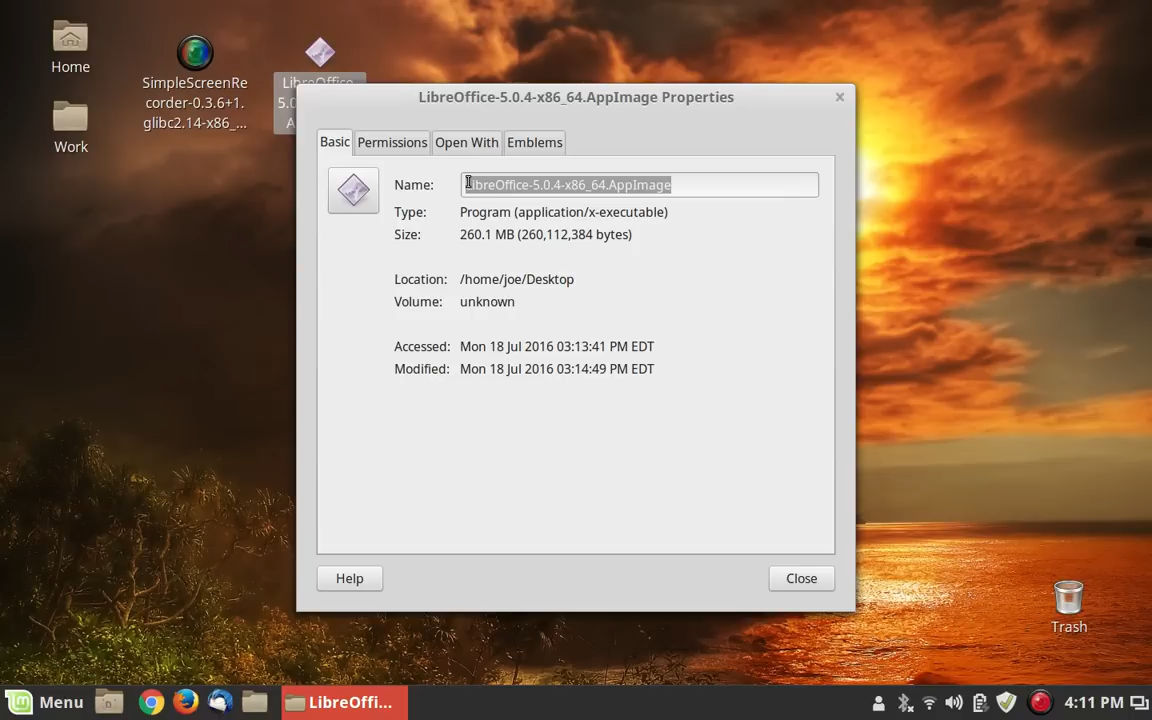 Home
Work
SimpleScreenRe
corder-0.3.6+1.
glibc2.14-x86_...
LibreOffice-5.0.4-x86_64.AppImage Properties
Basic
Permissions
Open With
Emblems
Name: LibreOffice-5.0.4-x86_64.AppImage
Type: Program (application/x-executable)
Size: 260.1 MB (260,112,384 bytes)
Location: /home/joe/Desktop
Volume: unknown
Accessed: Mon 18 Jul 2016 03:13:41 PM EDT
Modified: Mon 18 Jul 2016 03:14:49 PM EDT
Help
Close
Trash
Menu
LibreOffi...
4:11 PM